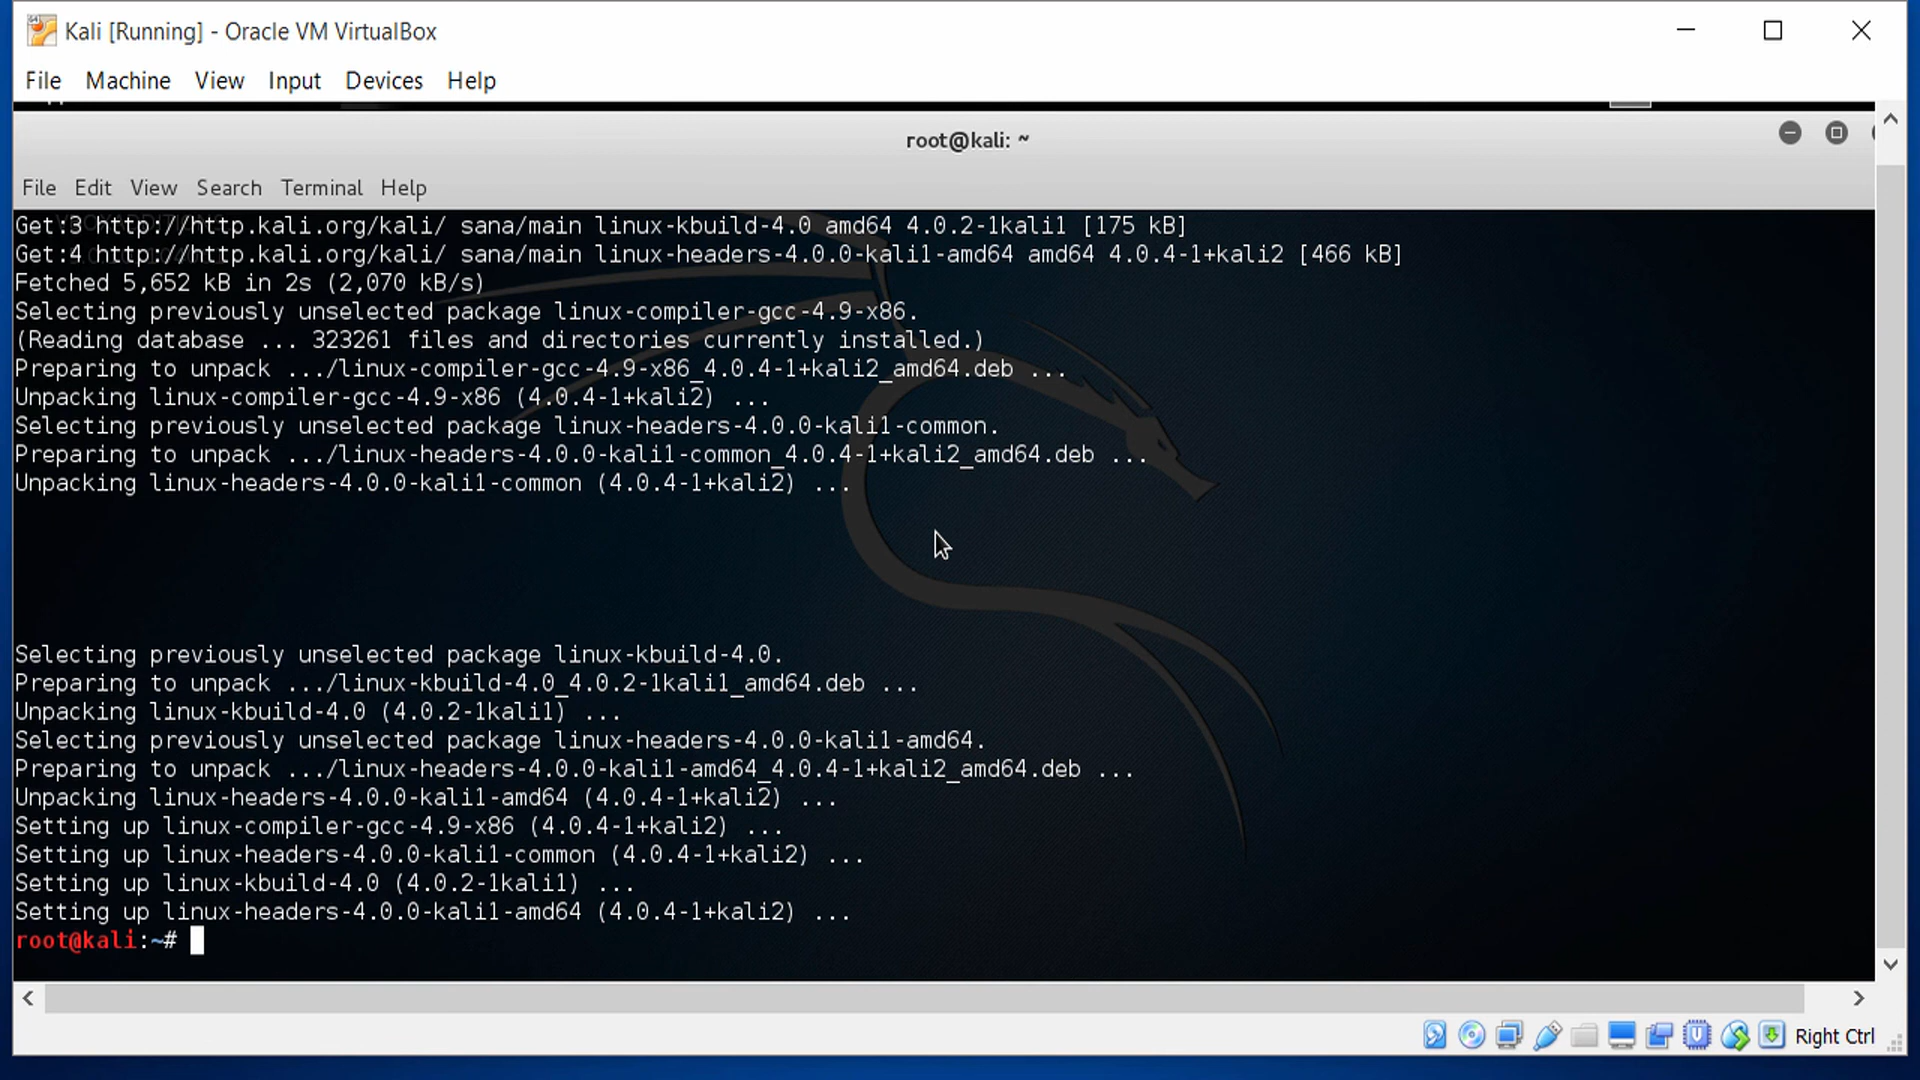 Kali [Running] - Oracle VM VirtualBox
File Machine View Input Devices Help
root@kali: ~
File Edit View Search Terminal Help
Get:3 http://http.kali.org/kali/ sana/main linux-kbuild-4.0 amd64 4.0.2-1kali1 [175 kB]
Get:4 http://http.kali.org/kali/ sana/main linux-headers-4.0.0-kali1-amd64 amd64 4.0.4-1+kali2 [466 kB]
Fetched 5,652 kB in 2s (2,070 kB/s)
Selecting previously unselected package linux-compiler-gcc-4.9-x86.
(Reading database ... 323261 files and directories currently installed.)
Preparing to unpack .../linux-compiler-gcc-4.9-x86_4.0.4-1+kali2_amd64.deb ...
Unpacking linux-compiler-gcc-4.9-x86 (4.0.4-1+kali2) ...
Selecting previously unselected package linux-headers-4.0.0-kali1-common.
Preparing to unpack .../linux-headers-4.0.0-kali1-common_4.0.4-1+kali2_amd64.deb ...
Unpacking linux-headers-4.0.0-kali1-common (4.0.4-1+kali2) ...
Selecting previously unselected package linux-kbuild-4.0.
Preparing to unpack .../linux-kbuild-4.0_4.0.2-1kali1_amd64.deb ...
Unpacking linux-kbuild-4.0 (4.0.2-1kali1) ...
Selecting previously unselected package linux-headers-4.0.0-kali1-amd64.
Preparing to unpack .../linux-headers-4.0.0-kali1-amd64_4.0.4-1+kali2_amd64.deb ...
Unpacking linux-headers-4.0.0-kali1-amd64 (4.0.4-1+kali2) ...
Setting up linux-compiler-gcc-4.9-x86 (4.0.4-1+kali2) ...
Setting up linux-headers-4.0.0-kali1-common (4.0.4-1+kali2) ...
Setting up linux-kbuild-4.0 (4.0.2-1kali1) ...
Setting up linux-headers-4.0.0-kali1-amd64 (4.0.4-1+kali2) ...
root@kali:~#
Right Ctrl